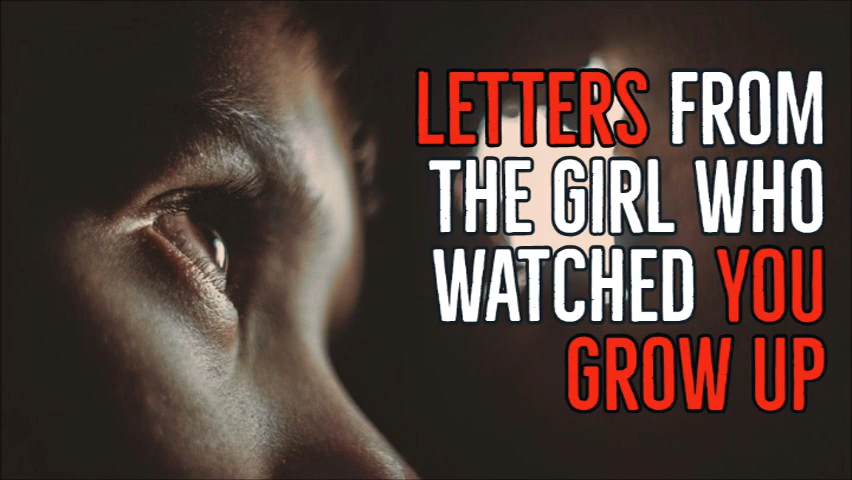 LETTERS FROM
THE GIRL WHO
WATCHED YOU
GROW UP